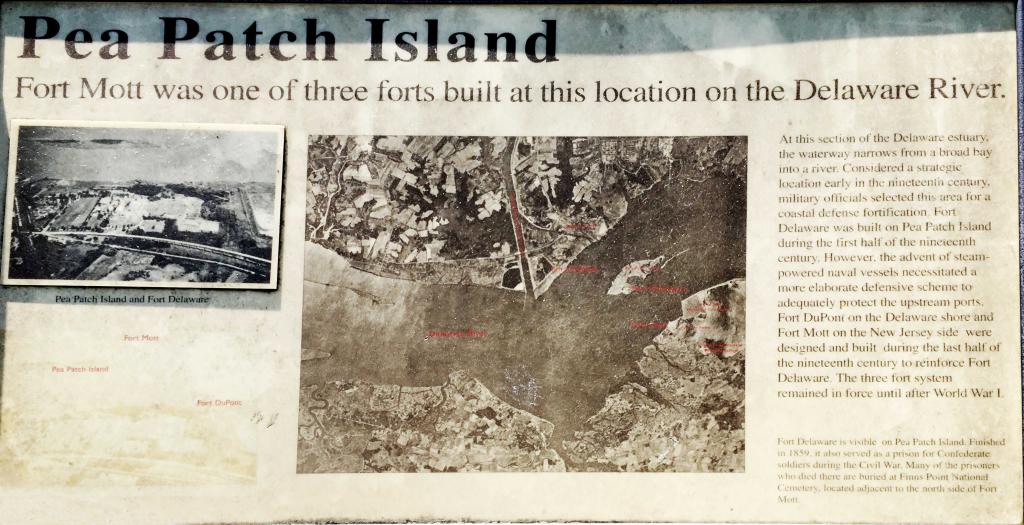 Pea Patch Island
Fort Mott was one of three forts built at this location on the Delaware River.
Pea Patch Island and Fort Delaware
Fort Mott
Pea Patch Island
Fort DuPont
Delaware River
At this section of the Delaware estuary,
the waterway narrows from a broad bay
into a river. Considered a strategic
location early in the nineteenth century,
military officials selected this area for a
coastal defense fortification. Fort
Delaware was built on Pea Patch Island
during the first half of the nineteenth
century. However, the advent of steam-
powered naval vessels necessitated a
more elaborate defensive scheme to
adequately protect the upstream ports.
Fort DuPont on the Delaware shore and
Fort Mott on the New Jersey side were
designed and built during the last half of
the nineteenth century to reinforce Fort
Delaware. The three fort system
remained in force until after World War I.
Fort Delaware is visible on Pea Patch Island. Finished
in 1859, it also served as a prison for Confederate
soldiers during the Civil War. Many of the prisoners
who died there are buried at Finns Point National
Cemetery, located adjacent to the north side of Fort
Mott.